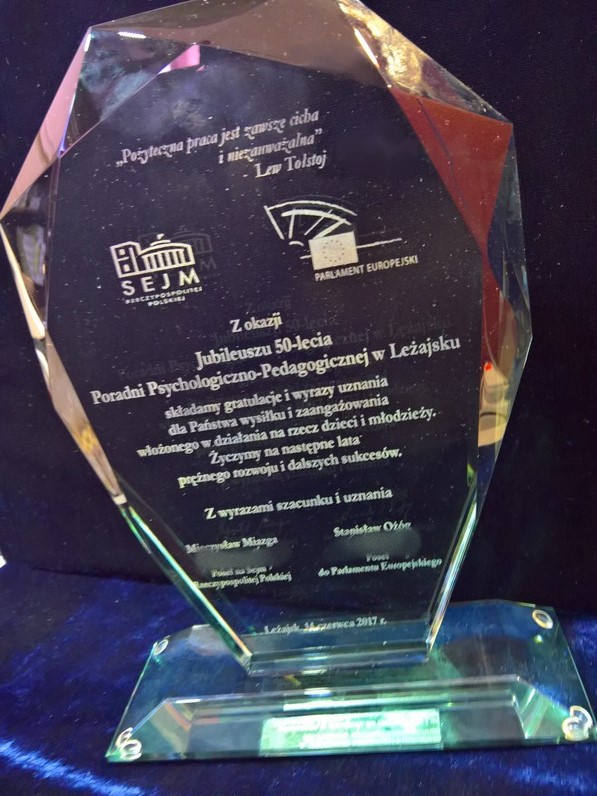 „Pożyteczna praca jest zawsze cicha
i niezauważalna”
Lew Tołstoj
SEJM
RZECZYPOSPOLITEJ
POLSKIEJ
PARLAMENT EUROPEJSKI
Z okazji
Jubileuszu 50-lecia
Poradni Psychologiczno-Pedagogicznej w Leżajsku
składamy gratulacje i wyrazy uznania
dla Państwa wysiłku i zaangażowania
włożonego w działania na rzecz dzieci i młodzieży.
Życzymy na następne lata
prężnego rozwoju i dalszych sukcesów.
Z wyrazami szacunku i uznania
Mieczysław Miazga
Stanisław Ożóg
Poseł na Sejm
Rzeczypospolitej Polskiej
Poseł
do Parlamentu Europejskiego
Leżajsk, czerwca 2017 r.